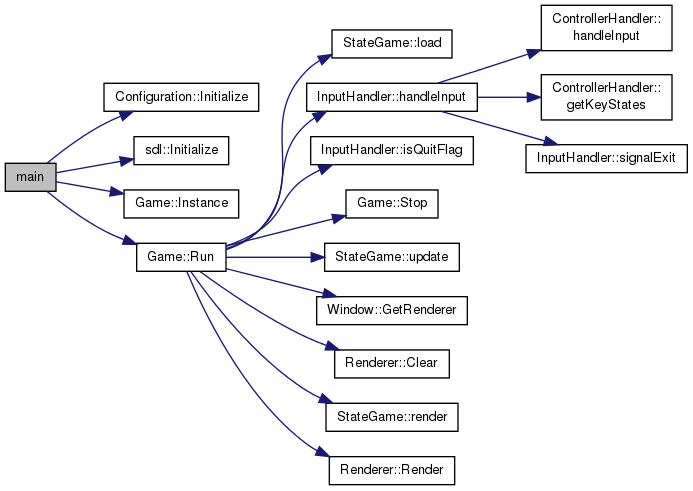 main
Configuration::Initialize
sdl::Initialize
Game::Instance
Game::Run
StateGame::load
InputHandler::handleInput
InputHandler::isQuitFlag
Game::Stop
StateGame::update
Window::GetRenderer
Renderer::Clear
StateGame::render
Renderer::Render
ControllerHandler::
handleInput
ControllerHandler::
getKeyStates
InputHandler::signalExit